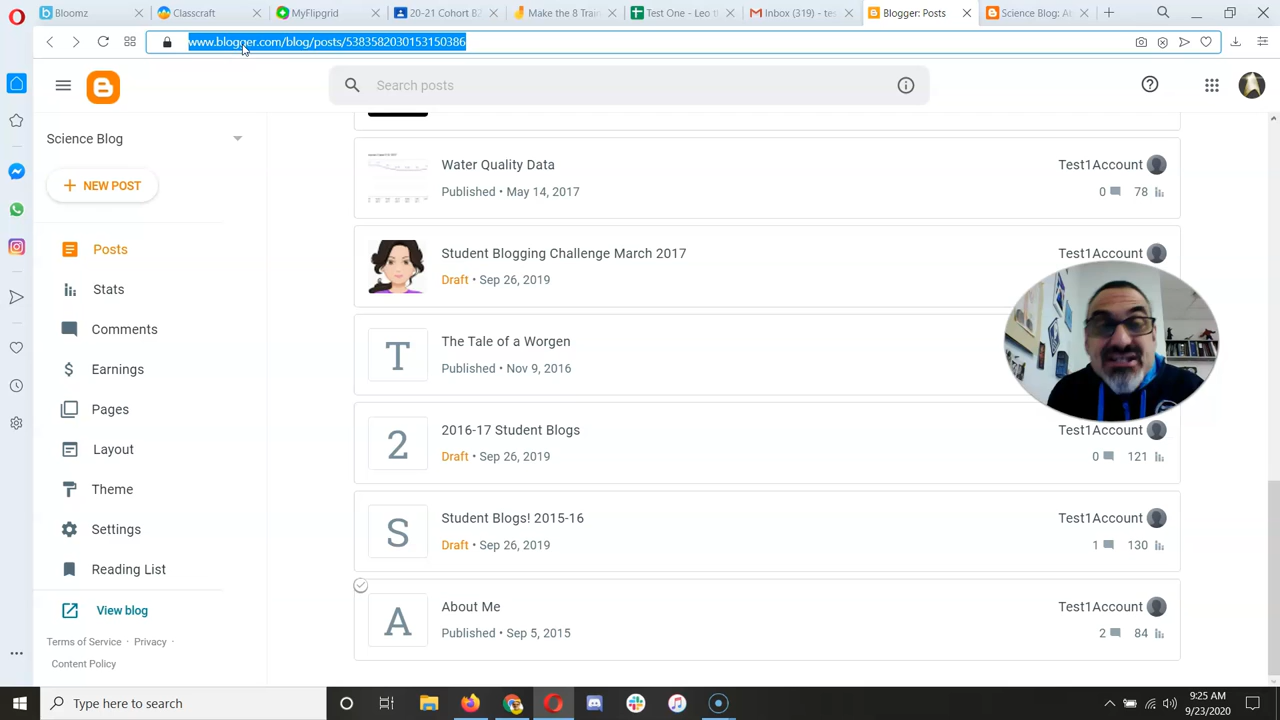 Bloomz
Classcraft
MyFlipgrid
20-21 Cohort B2
Make the 8 Train
Test One - Leo
Inbox (319) - tes
Blogger: Posts
Science Blog: A
www.blogger.com/blog/posts/5383582030153150386
Search posts
Science Blog
NEW POST
Posts
Stats
Comments
Earnings
Pages
Layout
Theme
Settings
Reading List
View blog
Terms of Service · Privacy ·
Content Policy
Water Quality Data
Test1Account
Published • May 14, 2017
0 78
Student Blogging Challenge March 2017
Test1Account
Draft • Sep 26, 2019
T
The Tale of a Worgen
Published • Nov 9, 2016
2
2016-17 Student Blogs
Test1Account
Draft • Sep 26, 2019
0 121
S
Student Blogs! 2015-16
Test1Account
Draft • Sep 26, 2019
1 130
A
About Me
Test1Account
Published • Sep 5, 2015
2 84
Type here to search
9:25 AM
9/23/2020